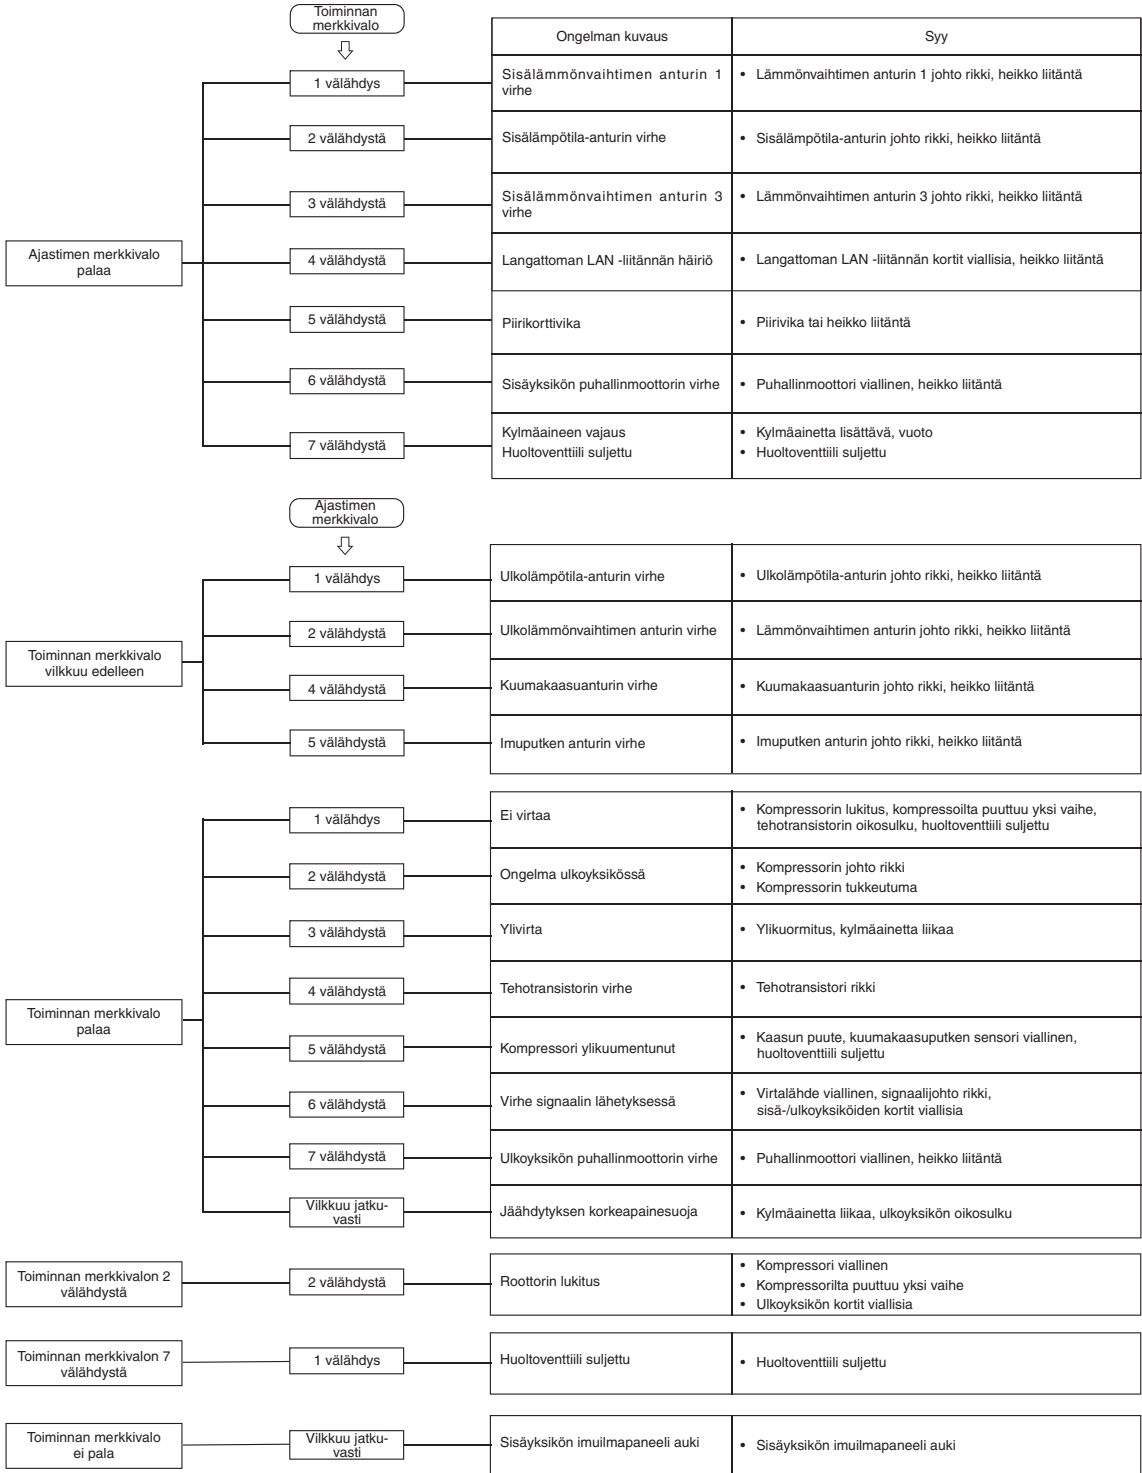 Toiminnan
merkkivalo
Ongelman kuvaus
Syy
Ajastimen merkkivalo
palaa
1 välähdys
Sisälämmönvaihtimen anturin 1
virhe
• Lämmönvaihtimen anturin 1 johto rikki, heikko liitäntä
2 välähdystä
Sisälämpötila-anturin virhe
• Sisälämpötila-anturin johto rikki, heikko liitäntä
3 välähdystä
Sisälämmönvaihtimen anturin 3
virhe
• Lämmönvaihtimen anturin 3 johto rikki, heikko liitäntä
4 välähdystä
Langattoman LAN -liitännän häiriö
• Langattoman LAN -liitännän kortit viallisia, heikko liitäntä
5 välähdystä
Piirikorttivika
• Piirivika tai heikko liitäntä
6 välähdystä
Sisäyksikön puhallinmoottorin virhe
• Puhallinmoottori viallinen, heikko liitäntä
7 välähdystä
Kylmäaineen vajaus
Huoltoventtiili suljettu
• Kylmäainetta lisättävä, vuoto
• Huoltoventtiili suljettu
Ajastimen
merkkivalo
Toiminnan merkkivalo
vilkkuu edelleen
1 välähdys
Ulkolämpötila-anturin virhe
• Ulkolämpötila-anturin johto rikki, heikko liitäntä
2 välähdystä
Ulkolämmönvaihtimen anturin virhe
• Lämmönvaihtimen anturin johto rikki, heikko liitäntä
4 välähdystä
Kuumakaasuanturin virhe
• Kuumakaasuanturin johto rikki, heikko liitäntä
5 välähdystä
Imuputken anturin virhe
• Imuputken anturin johto rikki, heikko liitäntä
Toiminnan merkkivalo
palaa
1 välähdys
Ei virtaa
• Kompressorin lukitus, kompressoilta puuttuu yksi vaihe,
tehotransistorin oikosulku, huoltoventtiili suljettu
2 välähdystä
Ongelma ulkoyksikössä
• Kompressorin johto rikki
• Kompressorin tukkeutuma
3 välähdystä
Ylivirta
• Ylikuormitus, kylmäainetta liikaa
4 välähdystä
Tehotransistorin virhe
• Tehotransistori rikki
5 välähdystä
Kompressori ylikuumentunut
• Kaasun puute, kuumakaasuputken sensori viallinen,
huoltoventtiili suljettu
6 välähdystä
Virhe signaalin lähetyksessä
• Virtalähde viallinen, signaalijohto rikki,
sisä-/ulkoyksiköiden kortit viallisia
7 välähdystä
Ulkoyksikön puhallinmoottorin virhe
• Puhallinmoottori viallinen, heikko liitäntä
Vilkkuu jatku-
vasti
Jäähdytyksen korkeapainesuoja
• Kylmäainetta liikaa, ulkoyksikön oikosulku
Toiminnan merkkivalon 2
välähdystä
2 välähdystä
Roottorin lukitus
• Kompressori viallinen
• Kompressorilta puuttuu yksi vaihe
• Ulkoyksikön kortit viallisia
Toiminnan merkkivalon 7
välähdystä
1 välähdys
Huoltoventtiili suljettu
• Huoltoventtiili suljettu
Toiminnan merkkivalo
ei pala
Vilkkuu jatku-
vasti
Sisäyksikön imuilmapaneeli auki
• Sisäyksikön imuilmapaneeli auki